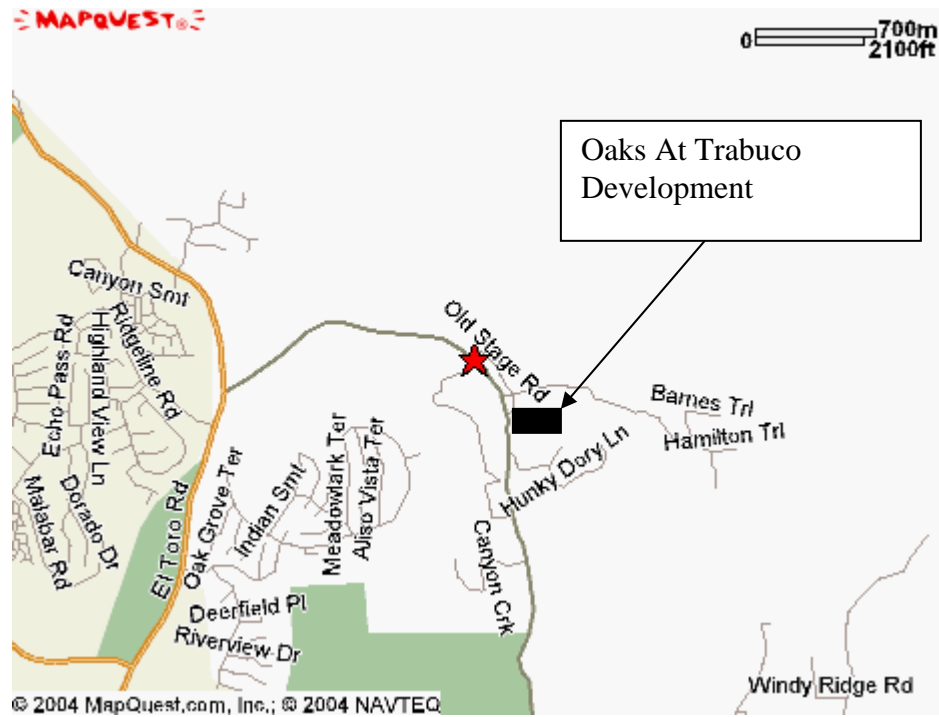 MAPQUEST®
0 700m
2100ft
Oaks At Trabuco
Development
Canyon Smt
Old Stage Rd
Echo Pass Rd
Highland View Ln
Ridgeline Rd
Barnes Trl
Hamilton Trl
Hunky Dory Ln
Malabar Rd
Dorado Dr
El Toro Rd
Oak Grove Ter
Indian Smt
Meadowlark Ter
Aliso Vista Ter
Canyon Crk
Deerfield Pl
Riverview Dr
Windy Ridge Rd
© 2004 MapQuest.com, Inc.; © 2004 NAVTEQ